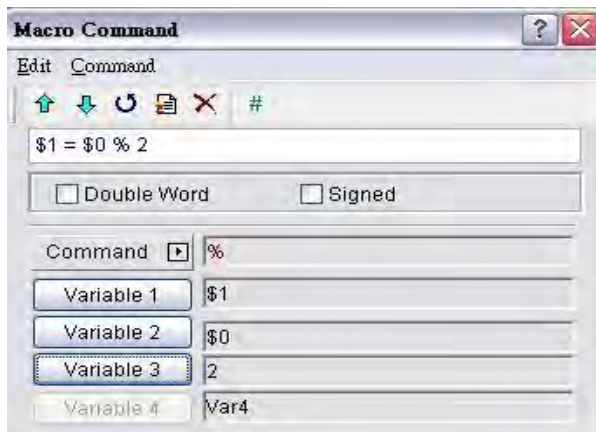 Macro Command
?
Edit Command
#
$1 = $0 % 2
Double Word Signed
Command %
Variable 1 $1
Variable 2 $0
Variable 3 2
Variable 4 Var4